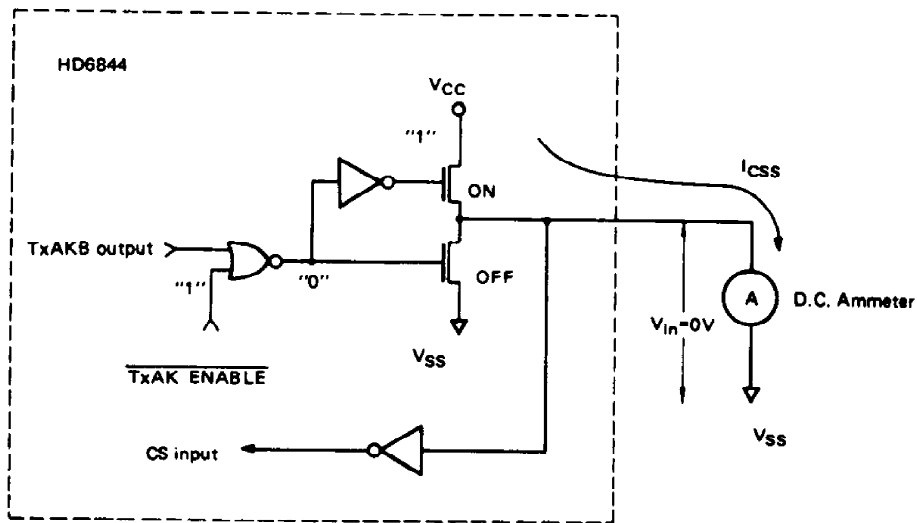 HD6844
VCC
"1"
ICSS
ON
TxAKB output
"1"
"0"
OFF
A
D.C. Ammeter
Vin=0V
TxAK ENABLE
VSS
VSS
CS input